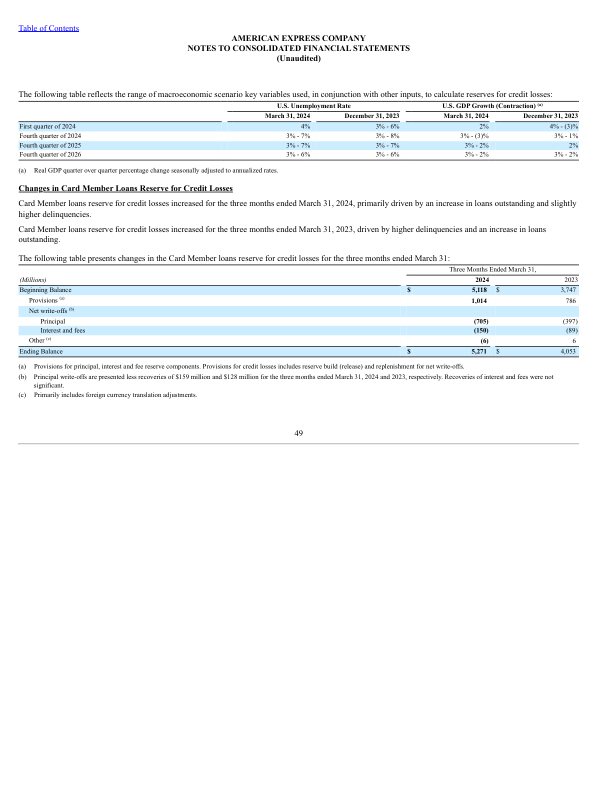 Table of Contents
AMERICAN EXPRESS COMPANY
NOTES TO CONSOLIDATED FINANCIAL STATEMENTS
(Unaudited)
The following table reflects the range of macroeconomic scenario key variables used, in conjunction with other inputs, to calculate reserves for credit losses:
U.S. Unemployment Rate U.S. GDP Growth (Contraction) (a)
March 31, 2024 December 31, 2023 March 31, 2024 December 31, 2023
First quarter of 2024 4% 3% - 6% 2% 4% - (3)%
Fourth quarter of 2024 3% - 7% 3% - 8% 3% - (3)% 3% - 1%
Fourth quarter of 2025 3% - 7% 3% - 7% 3% - 2% 2%
Fourth quarter of 2026 3% - 6% 3% - 6% 3% - 2% 3% - 2%
(a) Real GDP quarter over quarter percentage change seasonally adjusted to annualized rates.
Changes in Card Member Loans Reserve for Credit Losses
Card Member loans reserve for credit losses increased for the three months ended March 31, 2024, primarily driven by an increase in loans outstanding and slightly
higher delinquencies.
Card Member loans reserve for credit losses increased for the three months ended March 31, 2023, driven by higher delinquencies and an increase in loans
outstanding.
The following table presents changes in the Card Member loans reserve for credit losses for the three months ended March 31:
Three Months Ended March 31,
(Millions) 2024 2023
Beginning Balance $ 5,118 $ 3,747
Provisions (a) 1,014 786
Net write-offs (b)
Principal (705) (397)
Interest and fees (150) (89)
Other (c) (6) 6
Ending Balance $ 5,271 $ 4,053
(a) Provisions for principal, interest and fee reserve components. Provisions for credit losses includes reserve build (release) and replenishment for net write-offs.
(b) Principal write-offs are presented less recoveries of $159 million and $128 million for the three months ended March 31, 2024 and 2023, respectively. Recoveries of interest and fees were not
significant.
(c) Primarily includes foreign currency translation adjustments.
49